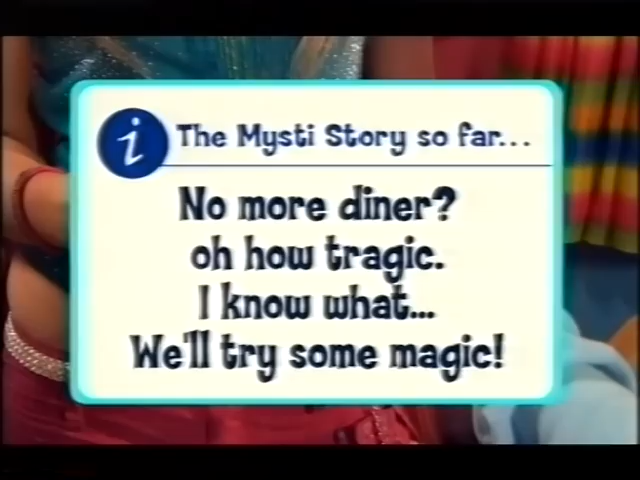 i The Mysti Story so far...
No more diner?
oh how tragic.
I know what...
We'll try some magic!